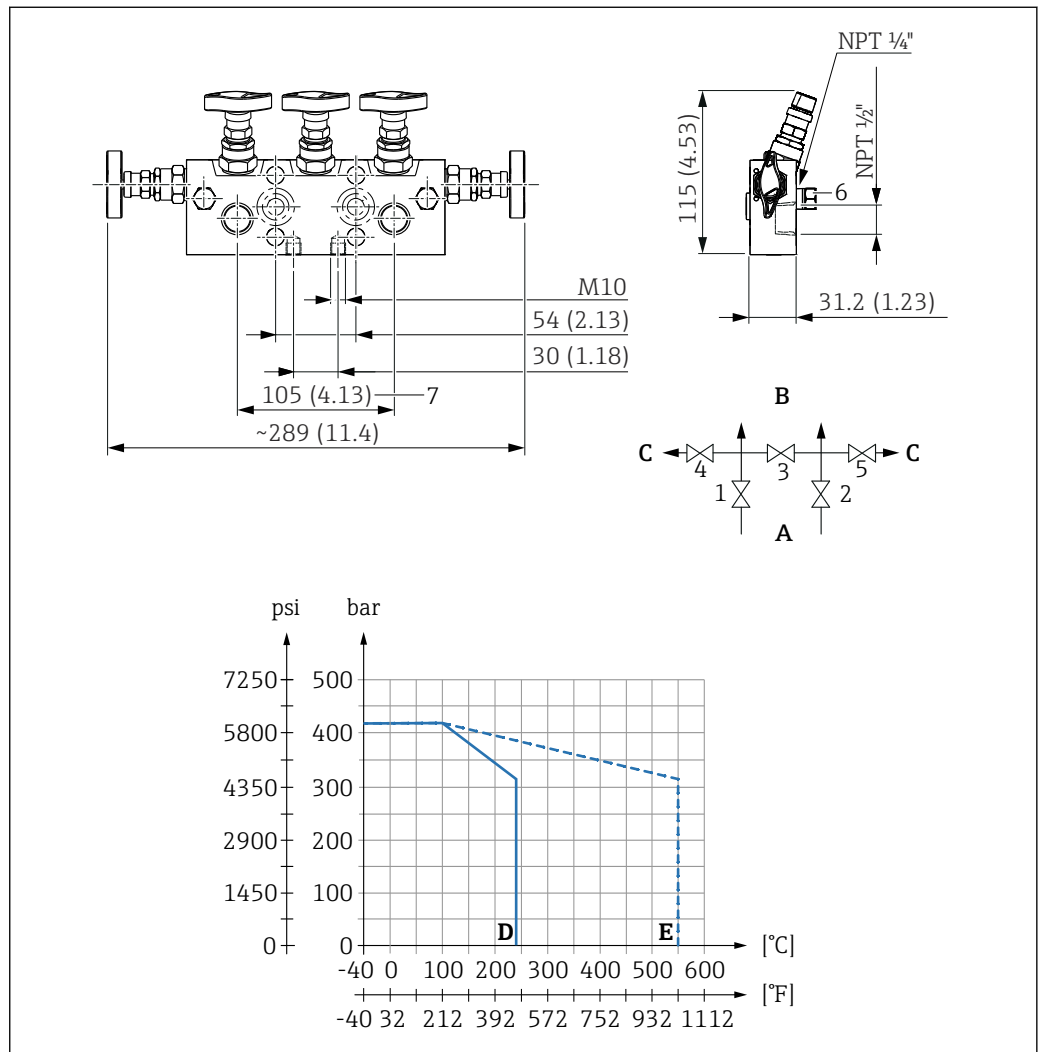 NPT ¼"
115 (4.53)
NPT ½"
6
31.2 (1.23)
M10
54 (2.13)
30 (1.18)
105 (4.13) 7
~289 (11.4)
B
C 4 3 5 C
1 2
A
psi bar
7250 500
5800 400
4350 300
2900 200
1450 100
0 0
D E
[°C]
-40 0 100 200 300 400 500 600
[°F]
-40 32 212 392 572 752 932 1112